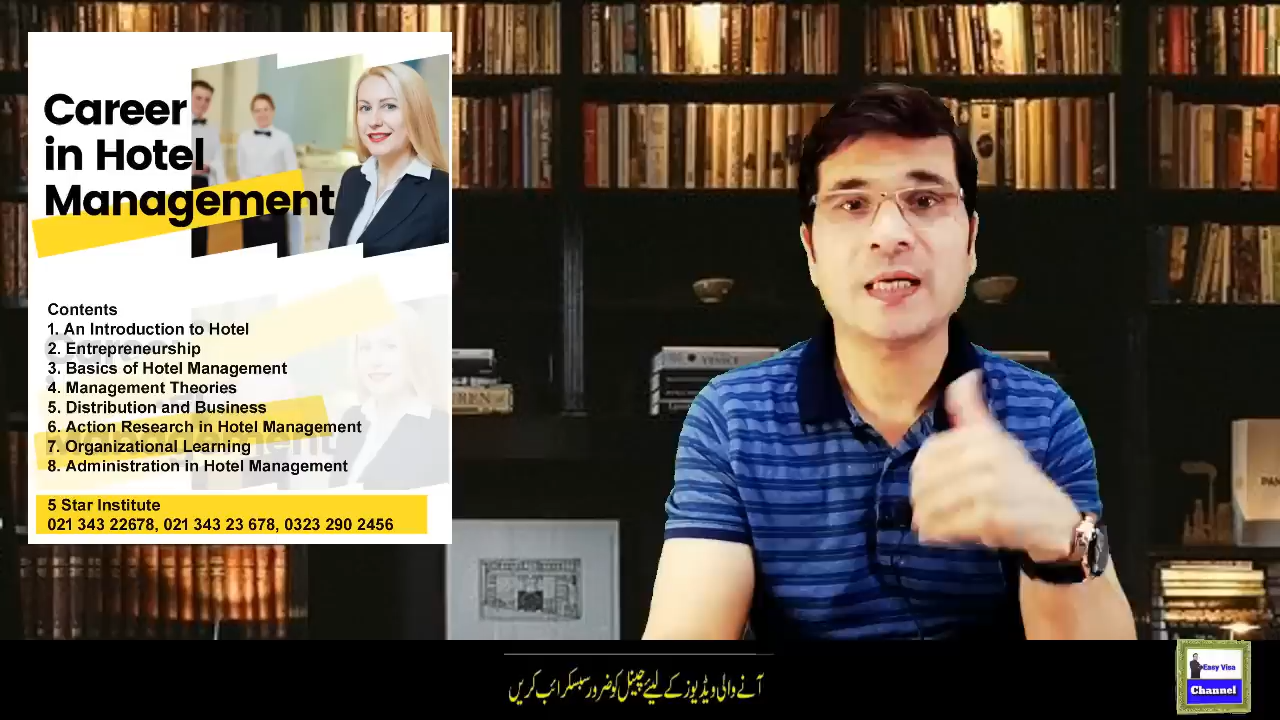 Career
in Hotel
Management
Contents
1. An Introduction to Hotel
2. Entrepreneurship
3. Basics of Hotel Management
4. Management Theories
5. Distribution and Business
6. Action Research in Hotel Management
7. Organizational Learning
8. Administration in Hotel Management
5 Star Institute
021 343 22678, 021 343 23 678, 0323 290 2456
آنے والی ویڈیوز کے لیئے چینل کو ضرور سبسکرائب کریں
Easy Visa
Channel